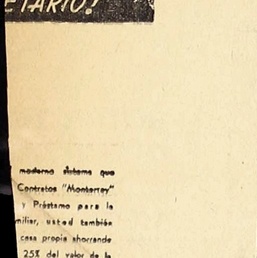 ETARIO!
moderno sistema que
Contratos "Monterrey"
y Préstamo para la
miliar, usted también
casa propia ahorrando
25% del valor de la